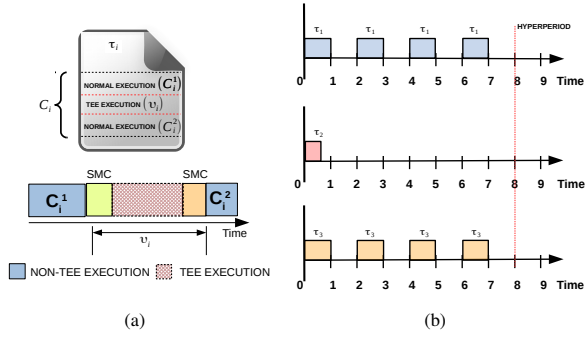 τi
Ci
NORMAL EXECUTION (Ci1)
TEE EXECUTION (υi)
NORMAL EXECUTION (Ci2)
SMC SMC
Ci1 Ci2
Time
υi
NON-TEE EXECUTION TEE EXECUTION
(a)
HYPERPERIOD
τ1 τ1 τ1 τ1
0 1 2 3 4 5 6 7 8 9 Time
τ2
0 1 2 3 4 5 6 7 8 9 Time
τ3 τ3 τ3 τ3
0 1 2 3 4 5 6 7 8 9 Time
(b)